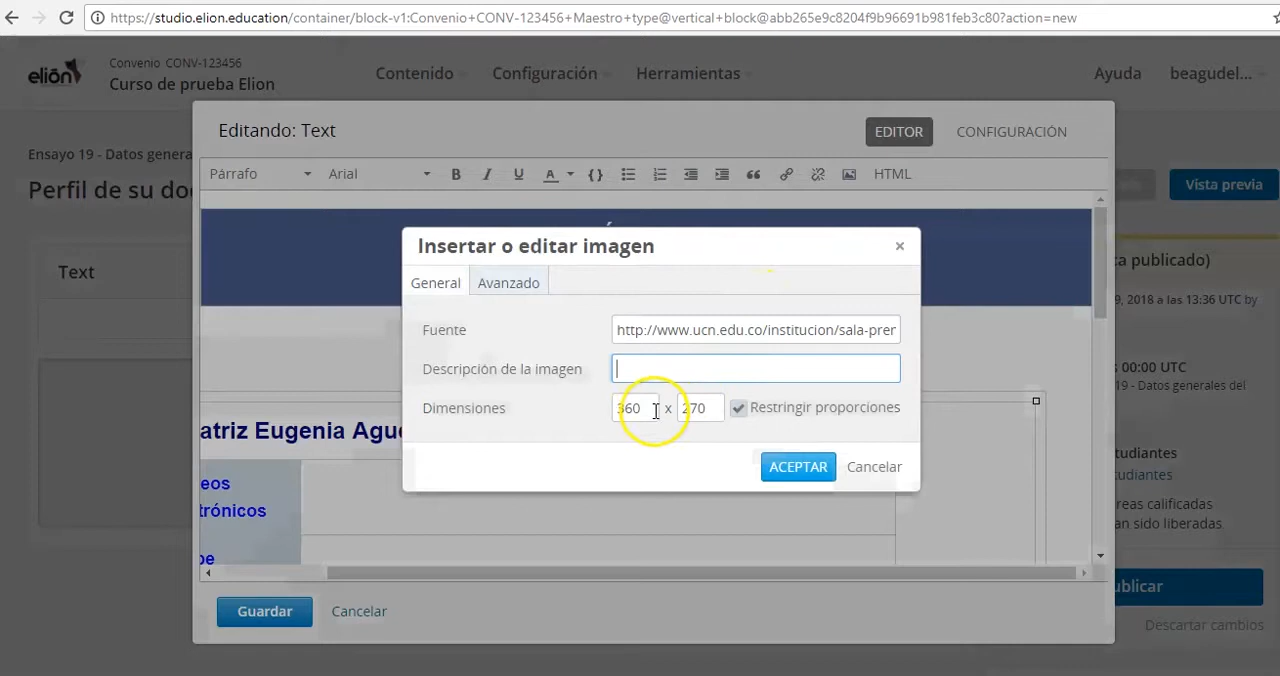 https://studio.elion.education/container/block-v1:Convenio+CONV-123456+Maestro+type@vertical+block@abb265e9c8204f9b96691b981feb3c80?action=new
elión
Convenio CONV-123456
Curso de prueba Elion
Contenido
Configuración
Herramientas
Ayuda
beagudel...
Ensayo 19 - Datos genera
Perfil de su do
Vista previa
Editando: Text
EDITOR
CONFIGURACIÓN
Párrafo
Arial
B I U A {} HTML
Text
Insertar o editar imagen
×
General
Avanzado
Fuente
http://www.ucn.edu.co/institucion/sala-prer
Descripción de la imagen
Dimensiones
360 x 270
Restringir proporciones
ACEPTAR
Cancelar
atriz Eugenia Agu
eos
trónicos
pe
Guardar
Cancelar
ta publicado)
9, 2018 a las 13:36 UTC by
s 00:00 UTC
19 - Datos generales del
tudiantes
tudiantes
reas calificadas
an sido liberadas.
ublicar
Descartar cambios